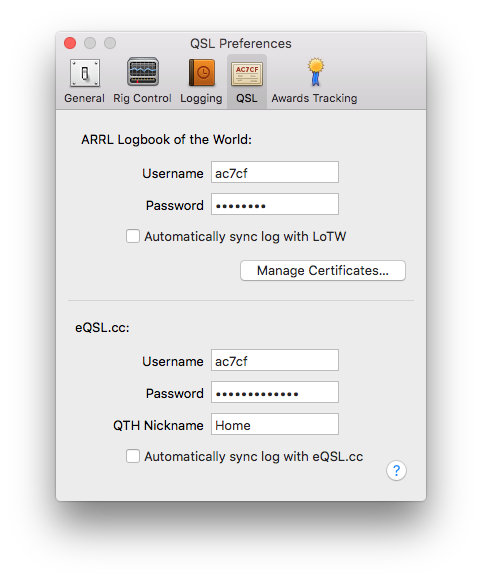 QSL Preferences
General Rig Control Logging QSL Awards Tracking
AC7CF
ARRL Logbook of the World:
Username ac7cf
Password ••••••••
Automatically sync log with LoTW
Manage Certificates...
eQSL.cc:
Username ac7cf
Password •••••••••••••
QTH Nickname Home
Automatically sync log with eQSL.cc
?